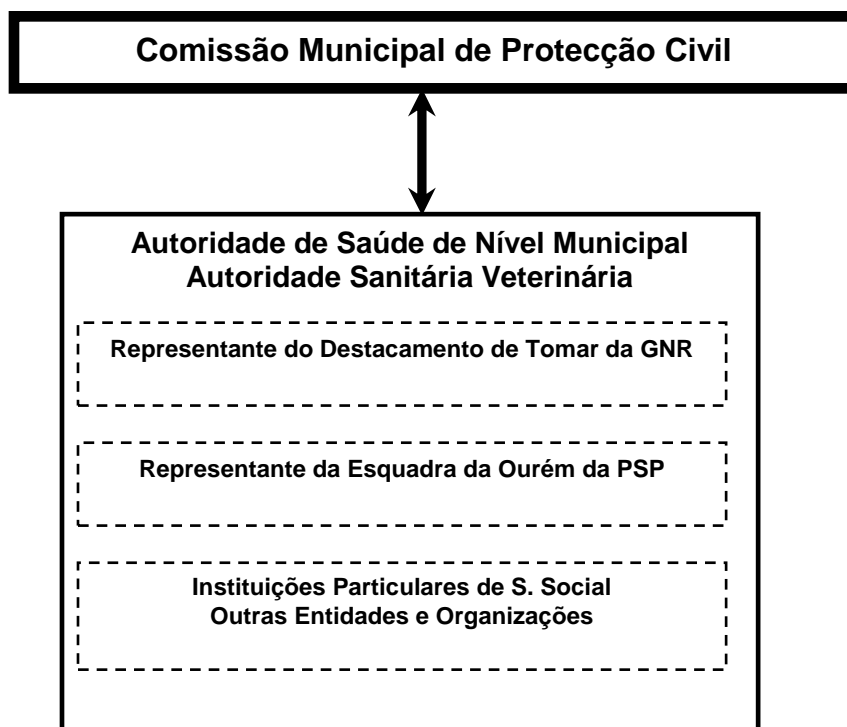 Comissão Municipal de Protecção Civil
Autoridade de Saúde de Nível Municipal
Autoridade Sanitária Veterinária
Representante do Destacamento de Tomar da GNR
Representante da Esquadra da Ourém da PSP
Instituições Particulares de S. Social
Outras Entidades e Organizações